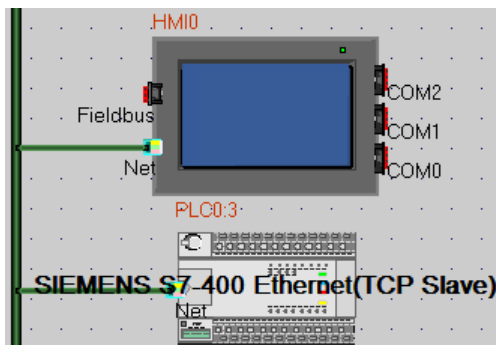 HMI0
COM2
Fieldbus
COM1
Net
COM0
PLC0:3
SIEMENS S7-400 Ethernet(TCP Slave)
Net